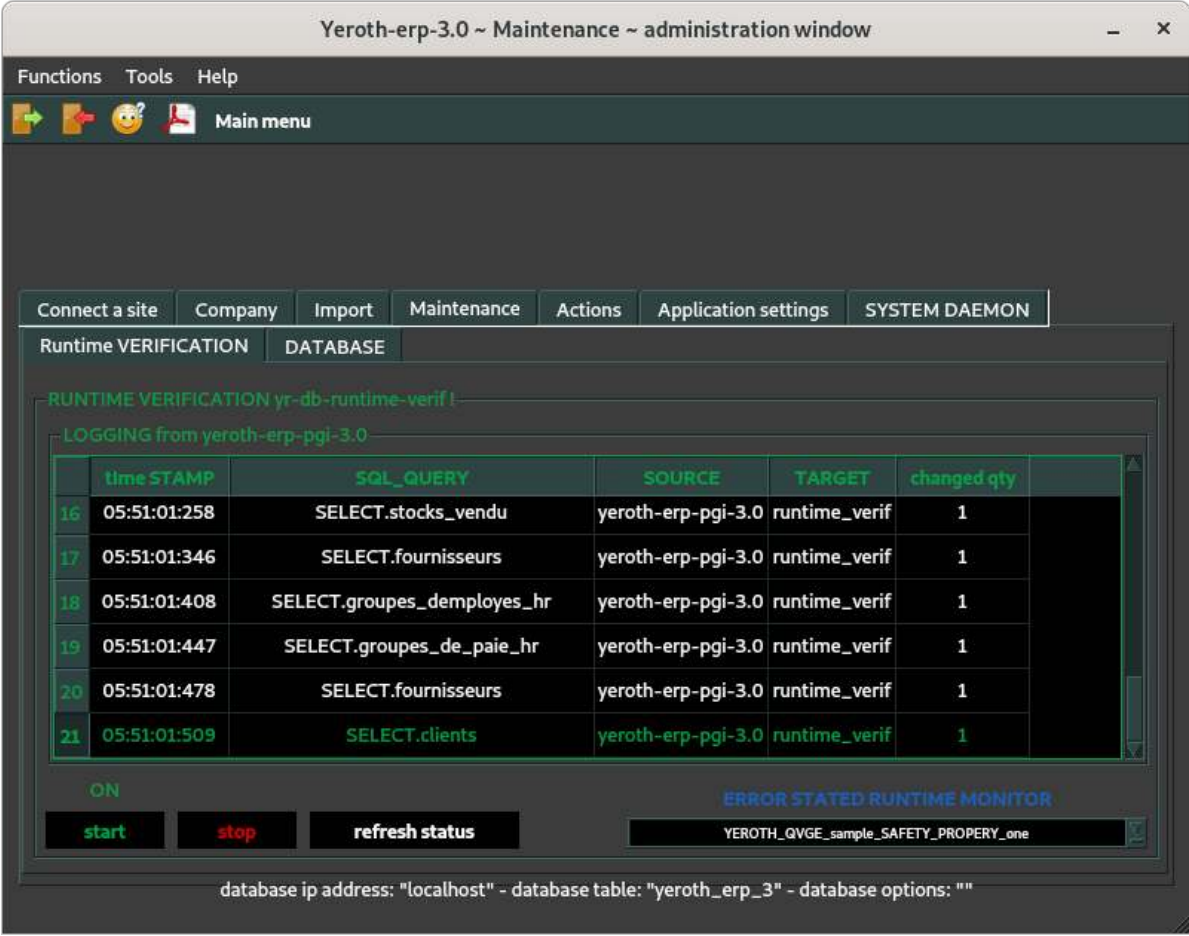 Yeroth-erp-3.0 ~ Maintenance ~ administration window
Functions Tools Help
Main menu
Connect a site Company Import Maintenance Actions Application settings SYSTEM DAEMON
Runtime VERIFICATION DATABASE
RUNTIME VERIFICATION yr-db-runtime-verif !
LOGGING from yeroth-erp-pgi-3.0
time STAMP SQL_QUERY SOURCE TARGET changed qty
16 05:51:01:258 SELECT.stocks_vendu yeroth-erp-pgi-3.0 runtime_verif 1
17 05:51:01:346 SELECT.fournisseurs yeroth-erp-pgi-3.0 runtime_verif 1
18 05:51:01:408 SELECT.groupes_demployes_hr yeroth-erp-pgi-3.0 runtime_verif 1
19 05:51:01:447 SELECT.groupes_de_paie_hr yeroth-erp-pgi-3.0 runtime_verif 1
20 05:51:01:478 SELECT.fournisseurs yeroth-erp-pgi-3.0 runtime_verif 1
21 05:51:01:509 SELECT.clients yeroth-erp-pgi-3.0 runtime_verif 1
ON
ERROR STATED RUNTIME MONITOR
start stop refresh status YEROTH_QVGE_sample_SAFETY_PROPERY_one
database ip address: "localhost" - database table: "yeroth_erp_3" - database options: ""